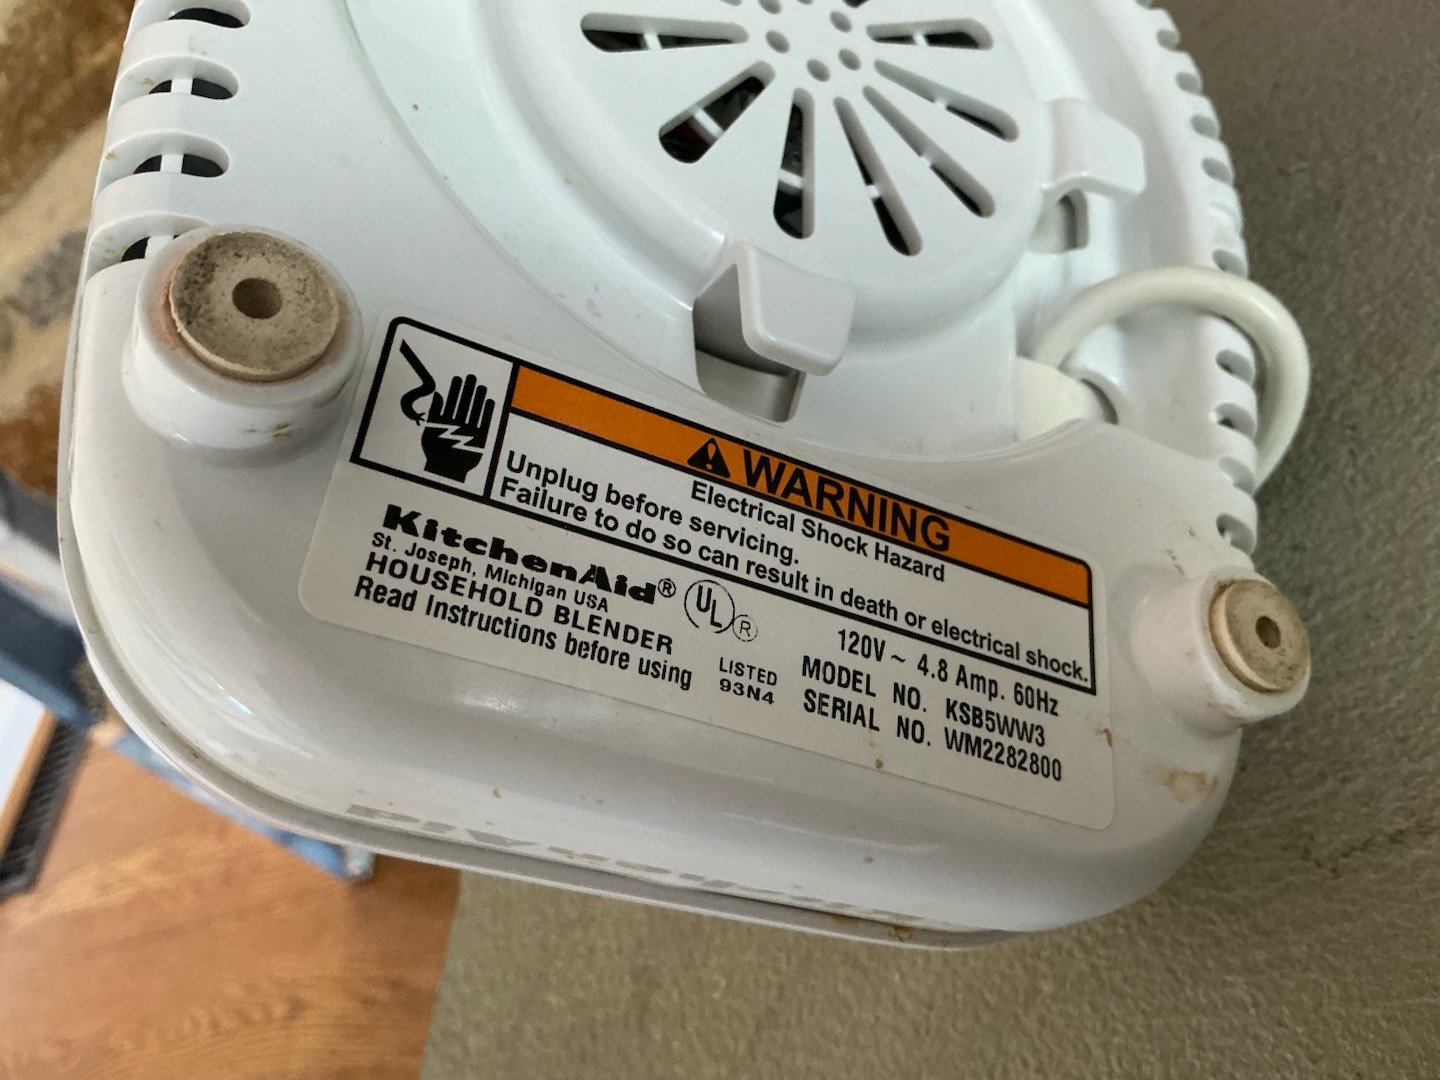 WARNING
Electrical Shock Hazard
Unplug before servicing.
Failure to do so can result in death or electrical shock.
KitchenAid®
St. Joseph, Michigan USA
HOUSEHOLD BLENDER
Read Instructions before using
UL®
LISTED
93N4
120V ~ 4.8 Amp. 60Hz
MODEL NO. KSB5WW3
SERIAL NO. WM2282800